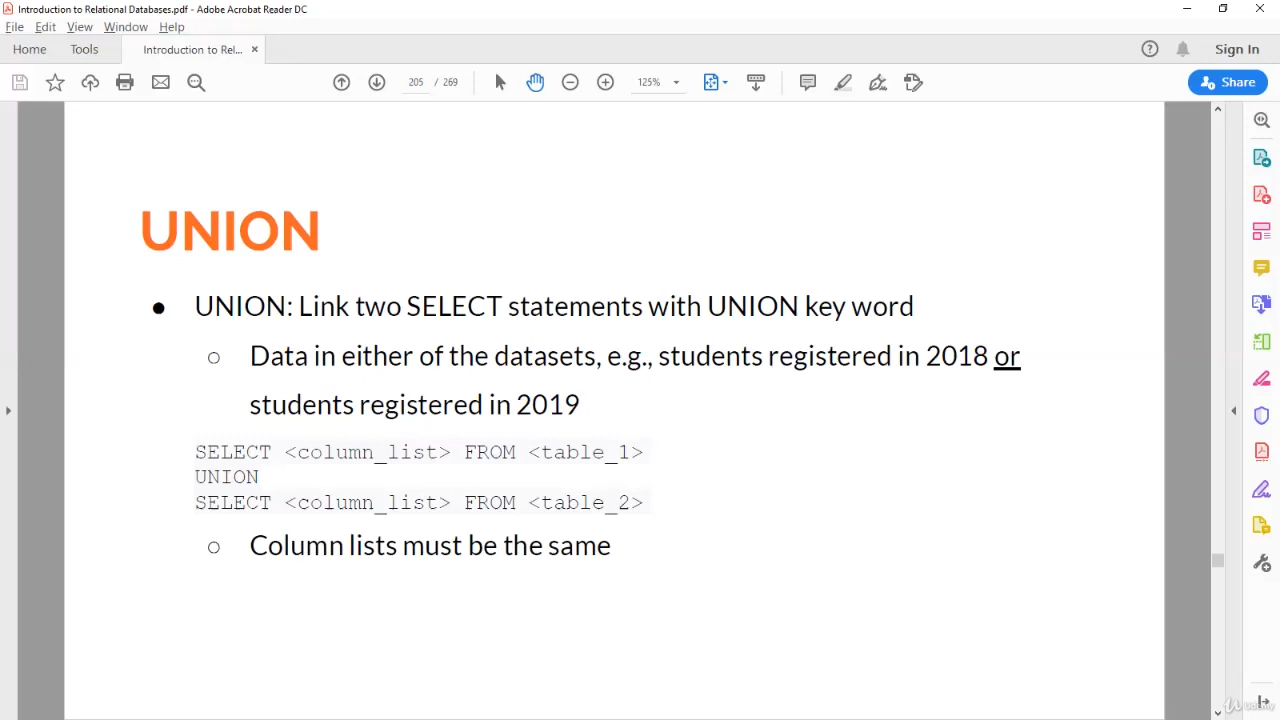 Introduction to Relational Databases.pdf - Adobe Acrobat Reader DC
File Edit View Window Help
Home Tools Introduction to Rel... × Sign In
205 / 269 125% Share
UNION
● UNION: Link two SELECT statements with UNION key word
○ Data in either of the datasets, e.g., students registered in 2018 or
students registered in 2019
SELECT <column_list> FROM <table_1>
UNION
SELECT <column_list> FROM <table_2>
○ Column lists must be the same
Udemy